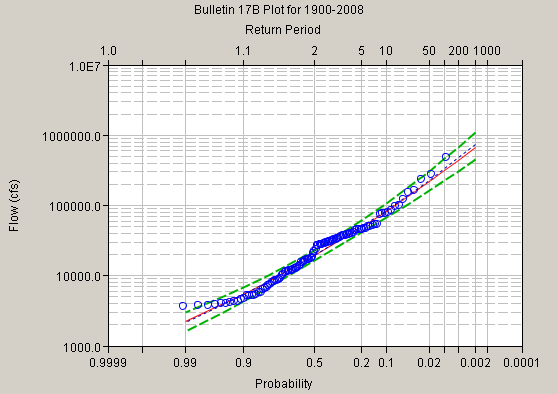 Bulletin 17B Plot for 1900-2008
Return Period
1.0 1.1 2 5 10 50 200 1000
1.0E7
1000000.0
100000.0
10000.0
1000.0
Flow (cfs)
0.9999 0.99 0.9 0.5 0.2 0.1 0.02 0.002 0.0001
Probability